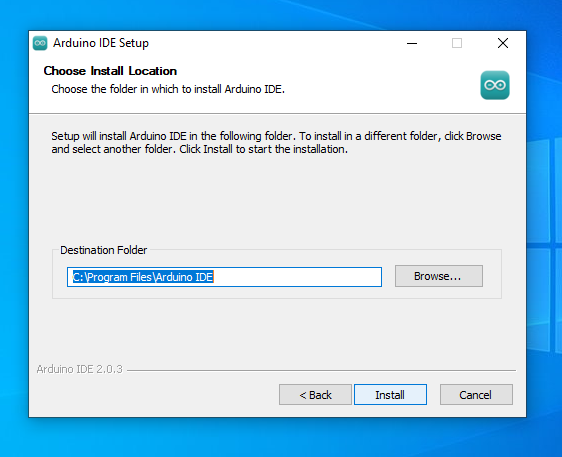 Arduino IDE Setup
Choose Install Location
Choose the folder in which to install Arduino IDE.
Setup will install Arduino IDE in the following folder. To install in a different folder, click Browse
and select another folder. Click Install to start the installation.
Destination Folder
C:\Program Files\Arduino IDE
Browse...
Arduino IDE 2.0.3
< Back
Install
Cancel